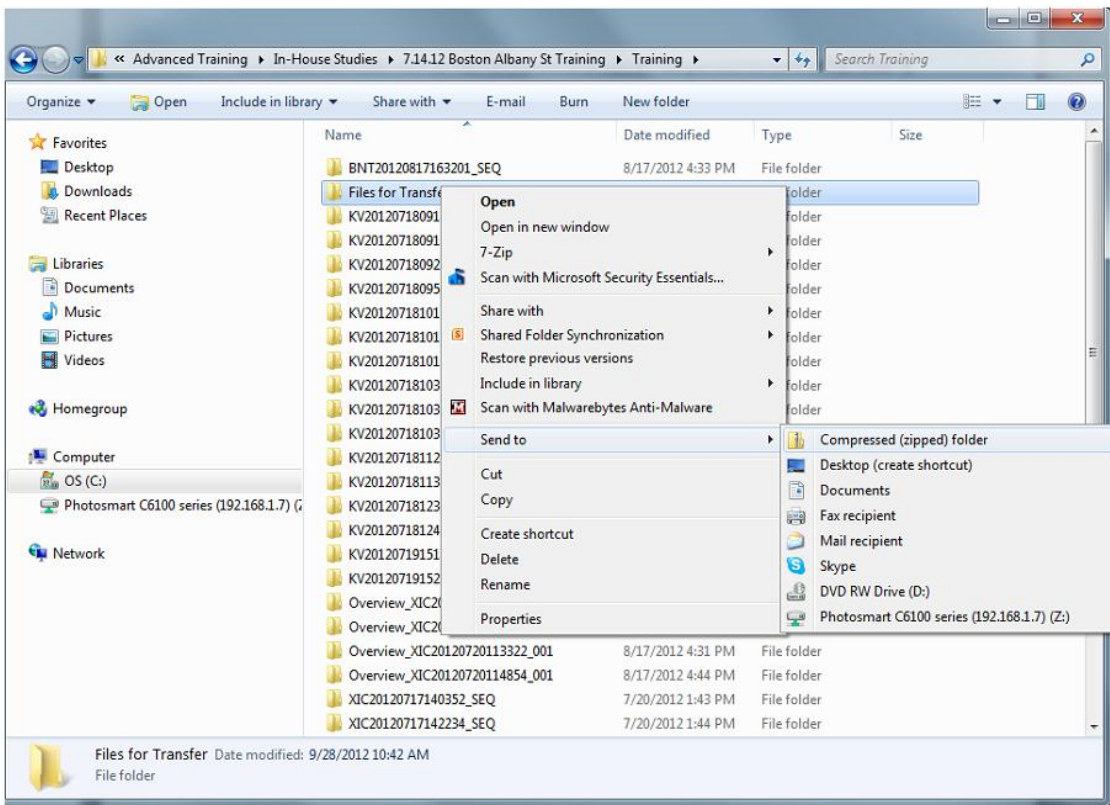 « Advanced Training ▸ In-House Studies ▸ 7.14.12 Boston Albany St Training ▸ Training ▸
Search Training
Organize Open Include in library Share with E-mail Burn New folder
Name Date modified Type Size
Favorites
Desktop
Downloads
Recent Places
Libraries
Documents
Music
Pictures
Videos
Homegroup
Computer
OS (C:)
Photosmart C6100 series (192.168.1.7) (Z
Network
BNT20120817163201_SEQ 8/17/2012 4:33 PM File folder
Files for Transfe folder
KV20120718091 folder
KV20120718091 folder
KV20120718092 folder
KV20120718095 folder
KV20120718101 folder
KV20120718101 folder
KV20120718101 folder
KV20120718103 folder
KV20120718103 folder
KV20120718103
KV20120718112
KV20120718113
KV20120718123
KV20120718124
KV20120719151
KV20120719152
Overview_XIC20
Overview_XIC20
Overview_XIC20120720113322_001 8/17/2012 4:31 PM File folder
Overview_XIC20120720114854_001 8/17/2012 4:44 PM File folder
XIC20120717140352_SEQ 7/20/2012 1:43 PM File folder
XIC20120717142234_SEQ 7/20/2012 1:44 PM File folder
Open
Open in new window
7-Zip
Scan with Microsoft Security Essentials...
Share with
Shared Folder Synchronization
Restore previous versions
Include in library
Scan with Malwarebytes Anti-Malware
Send to
Cut
Copy
Create shortcut
Delete
Rename
Properties
Compressed (zipped) folder
Desktop (create shortcut)
Documents
Fax recipient
Mail recipient
Skype
DVD RW Drive (D:)
Photosmart C6100 series (192.168.1.7) (Z:)
Files for Transfer Date modified: 9/28/2012 10:42 AM
File folder